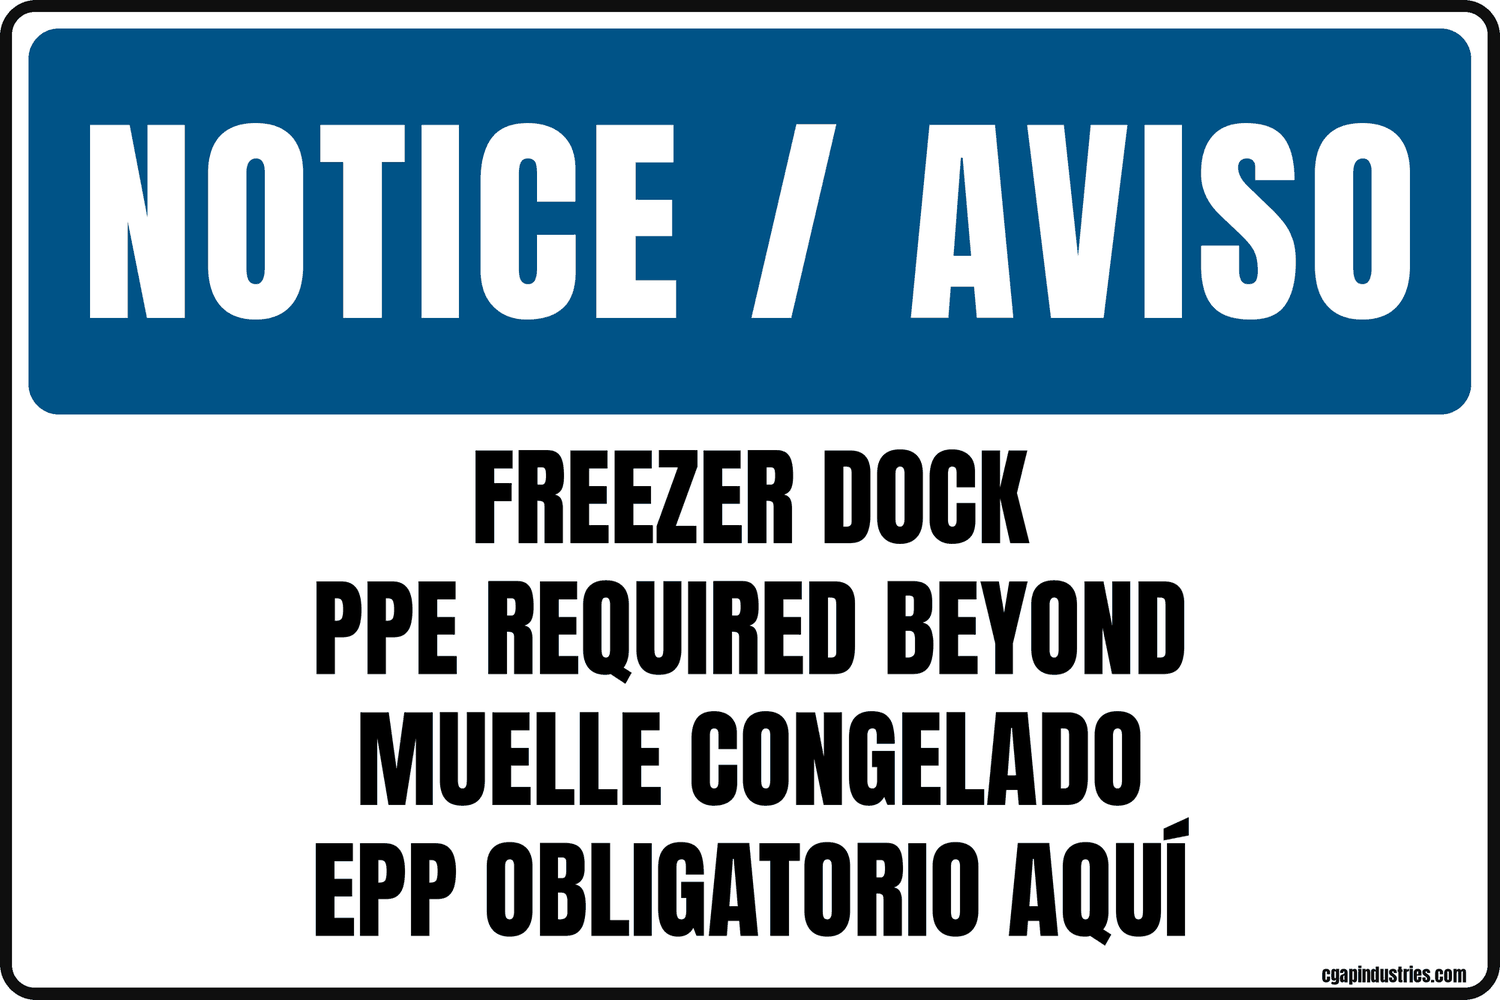 NOTICE / AVISO
FREEZER DOCK
PPE REQUIRED BEYOND
MUELLE CONGELADO
EPP OBLIGATORIO AQUÍ
cgapindustries.com